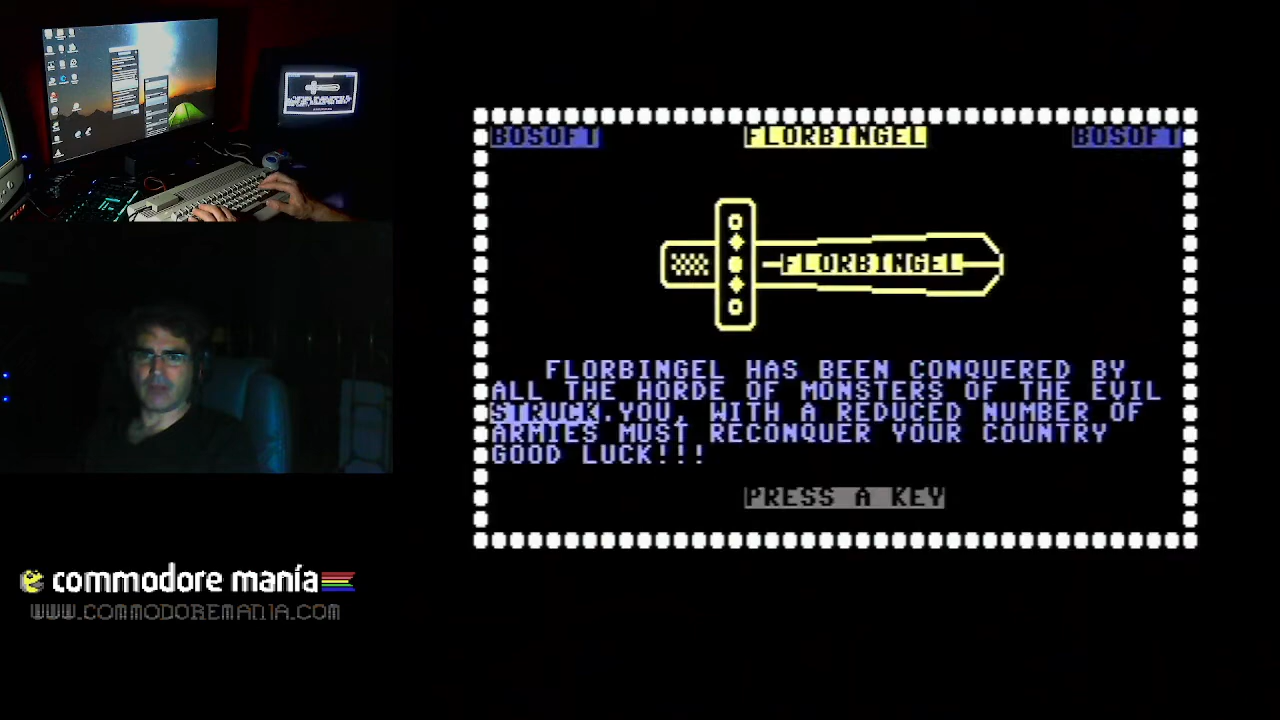 BOSOFT FLORBINGEL BOSOFT
FLORBINGEL
FLORBINGEL HAS BEEN CONQUERED BY
ALL THE HORDE OF MONSTERS OF THE EVIL
STRUCK.YOU, WITH A REDUCED NUMBER OF
ARMIES MUST RECONQUER YOUR COUNTRY
GOOD LUCK!!!
PRESS A KEY
commodore manía
WWW.COMMODOREMANIA.COM